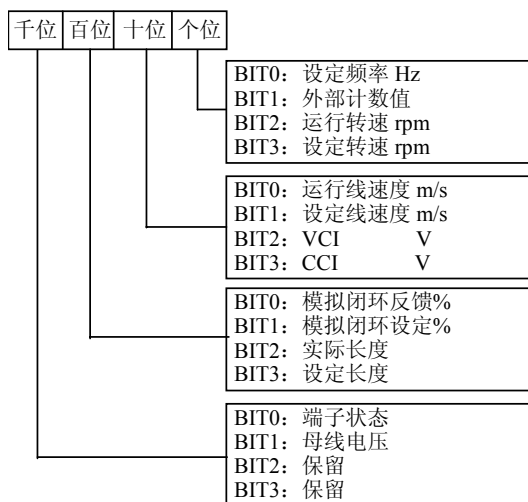 千位 百位 十位 个位
BIT0：设定频率 Hz
BIT1：外部计数值
BIT2：运行转速 rpm
BIT3：设定转速 rpm
BIT0：运行线速度 m/s
BIT1：设定线速度 m/s
BIT2：VCI V
BIT3：CCI V
BIT0：模拟闭环反馈%
BIT1：模拟闭环设定%
BIT2：实际长度
BIT3：设定长度
BIT0：端子状态
BIT1：母线电压
BIT2：保留
BIT3：保留